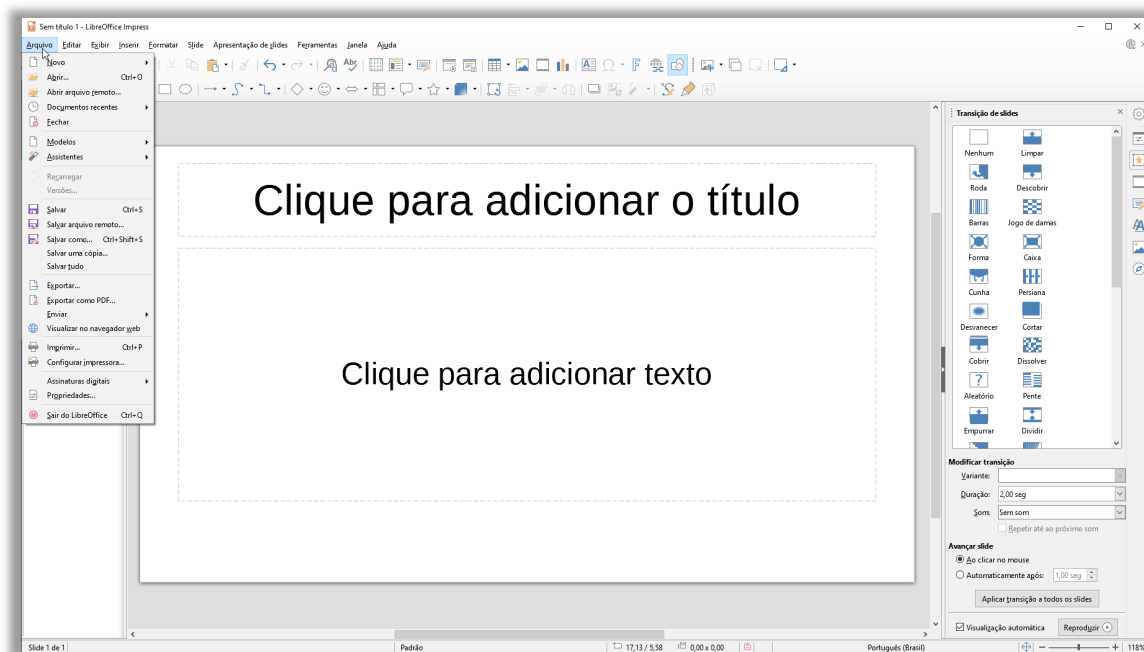 Sem título 1 - LibreOffice Impress
Arquivo Editar Exibir Inserir Formatar Slide Apresentação de slides Ferramentas Janela Ajuda
Novo
Abrir... Ctrl+O
Abrir arquivo remoto...
Documentos recentes
Fechar
Modelos
Assistentes
Recarregar
Versões...
Salvar Ctrl+S
Salvar arquivo remoto...
Salvar como... Ctrl+Shift+S
Salvar uma cópia...
Salvar tudo
Exportar...
Exportar como PDF...
Enviar
Visualizar no navegador web
Imprimir... Ctrl+P
Configurar impressora...
Assinaturas digitais
Propriedades...
Sair do LibreOffice Ctrl+Q
Clique para adicionar o título
Clique para adicionar texto
Transição de slides
Nenhum Limpar
Roda Descobrir
Barras Jogo de damas
Forma Caixa
Cunha Persiana
Desvanecer Cortar
Cobrir Dissolver
Aleatório Pente
Empurrar Dividir
Modificar transição
Variante:
Duração: 2,00 seg
Som: Sem som
Repetir até ao próximo som
Avançar slide
Ao clicar no mouse
Automaticamente após: 1,00 seg
Aplicar transição a todos os slides
Visualização automática Reproduzir
Slide 1 de 1 Padrão 17,13 / 5,58 0,00 x 0,00 Português (Brasil) 118%